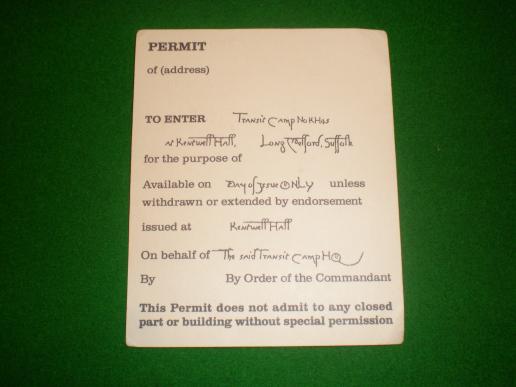 PERMIT
of (address)
TO ENTER Transit Camp No KH45
at Kentwell Hall, Long Melford, Suffolk
for the purpose of
Available on Day of Issue ONLY unless
withdrawn or extended by endorsement
issued at Kentwell Hall
On behalf of The said Transit Camp HQ
By By Order of the Commandant
This Permit does not admit to any closed
part or building without special permission